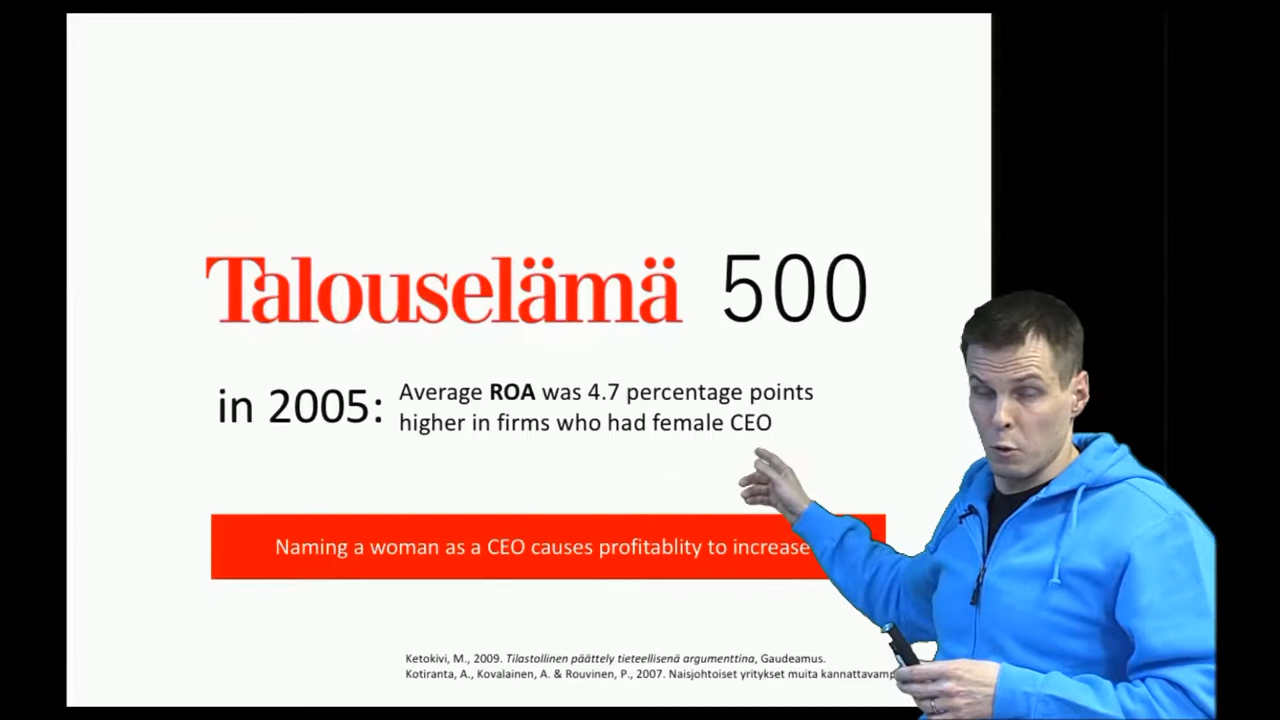 Talouselämä 500
in 2005: Average ROA was 4.7 percentage points
higher in firms who had female CEO
Naming a woman as a CEO causes profitablity to increase
Ketokivi, M., 2009. Tilastollinen päättely tieteellisenä argumenttina, Gaudeamus.
Kotiranta, A., Kovalainen, A. & Rouvinen, P., 2007. Naisjohtoiset yritykset muita